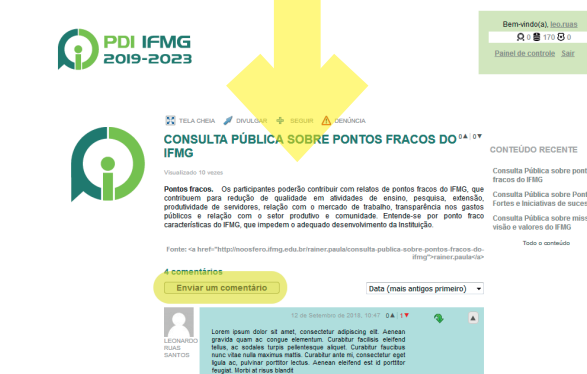 PDI IFMG
2019-2023
Bem-vindo(a), leo.ruas
0 170 0
Painel de controle Sair
TELA CHEIA DIVULGAR SEGUIR DENÚNCIA
CONSULTA PÚBLICA SOBRE PONTOS FRACOS DO
IFMG
0▲ 0▼
Visualizado 10 vezes
Pontos fracos. Os participantes poderão contribuir com relatos de pontos fracos do IFMG, que
contribuem para redução de qualidade em atividades de ensino, pesquisa, extensão,
produtividade de servidores, relação com o mercado de trabalho, transparência nos gastos
públicos e relação com o setor produtivo e comunidade. Entende-se por ponto fraco
características do IFMG, que impedem o adequado desenvolvimento da Instituição.
Fonte: <a href="http://noosfero.ifmg.edu.br/rainer.paula/consulta-publica-sobre-pontos-fracos-do-
ifmg">rainer.paula</a>
4 comentários
Enviar um comentário
Data (mais antigos primeiro)
LEONARDO
RUAS
SANTOS
12 de Setembro de 2018, 10:47 0▲ 1▼
Lorem ipsum dolor sit amet, consectetur adipiscing elit. Aenean
gravida quam ac congue elementum. Curabitur facilisis eleifend
tellus, ac sodales turpis pellentesque aliquet. Curabitur faucibus
nunc vitae nulla maximus mattis. Curabitur ante mi, consectetur eget
ligula ac, pulvinar porttitor lectus. Aenean eleifend est id porttitor
feugiat. Morbi at risus blandit
CONTEÚDO RECENTE
Consulta Pública sobre pont
fracos do IFMG
Consulta Pública sobre Pont
Fortes e Iniciativas de suces
Consulta Pública sobre miss
visão e valores do IFMG
Todo o conteúdo